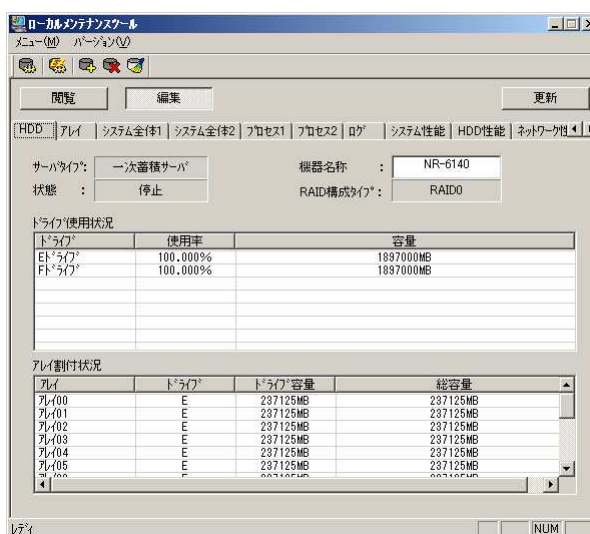 ローカルメンテナンスツール
メニュー(M) バージョン(V)
閲覧 編集 更新
HDD アレイ システム全体1 システム全体2 プロセス1 プロセス2 ログ システム性能 HDD性能 ネットワーク性
サーバタイプ: 一次蓄積サーバ 機器名称 : NR-6140
状態 : 停止 RAID構成タイプ: RAID0
ドライブ使用状況
ドライブ 使用率 容量
Eドライブ 100.000% 1897000MB
Fドライブ 100.000% 1897000MB
アレイ割付状況
アレイ ドライブ ドライブ容量 総容量
アレイ00 E 237125MB 237125MB
アレイ01 E 237125MB 237125MB
アレイ02 E 237125MB 237125MB
アレイ03 E 237125MB 237125MB
アレイ04 E 237125MB 237125MB
アレイ05 E 237125MB 237125MB
レディ NUM